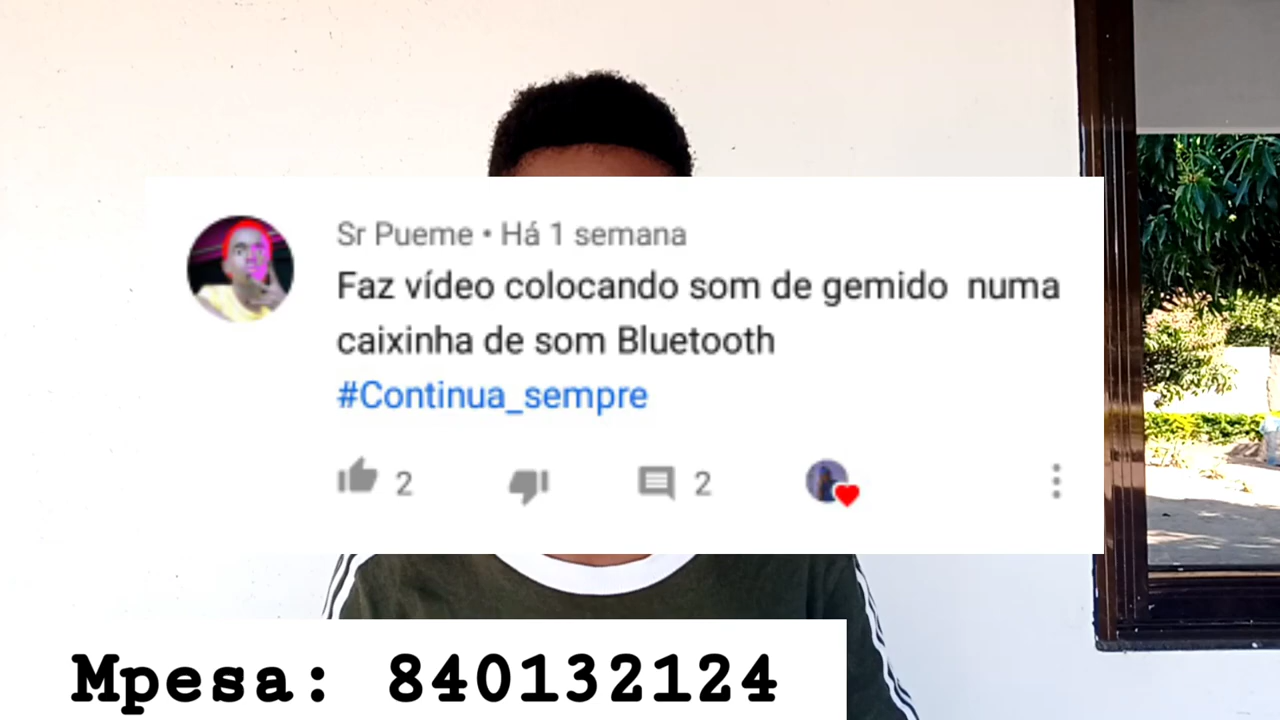 Sr Pueme • Há 1 semana
Faz vídeo colocando som de gemido numa
caixinha de som Bluetooth
#Continua_sempre
2
2
Mpesa: 840132124